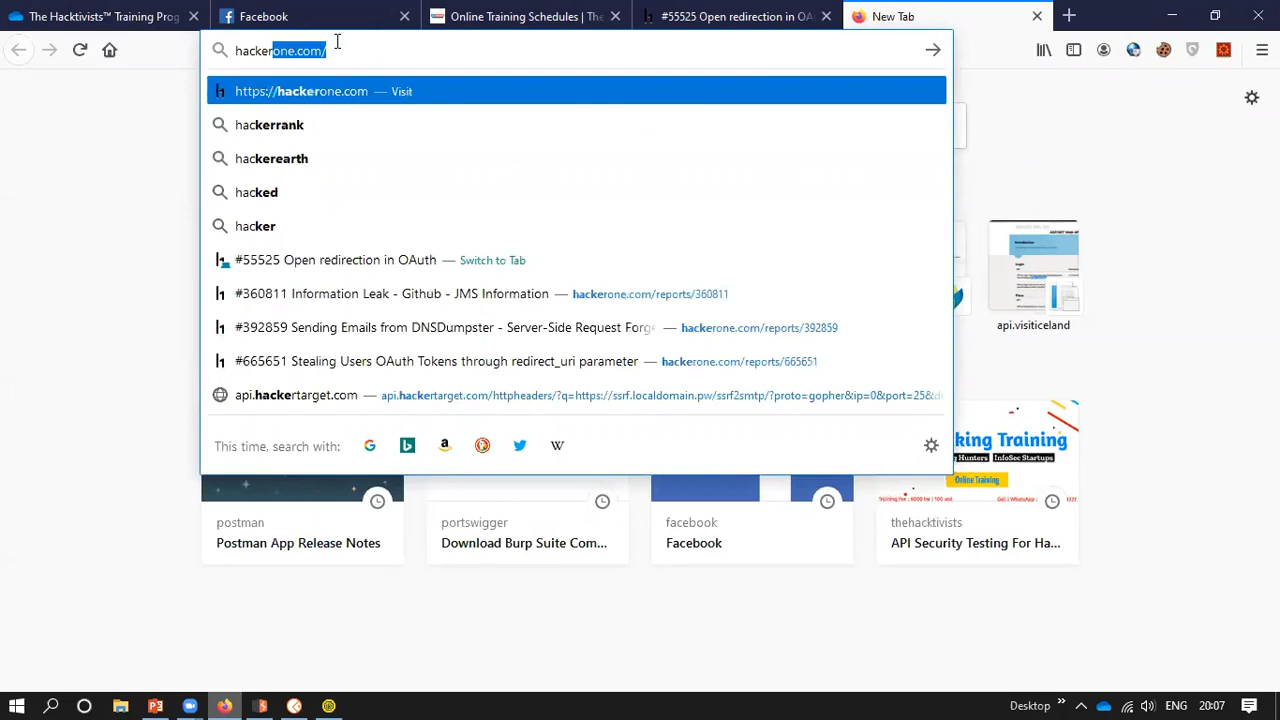 The Hacktivists™ Training Prog
Facebook
Online Training Schedules | The
#55525 Open redirection in OA
New Tab
hackerone.com/
https://hackerone.com — Visit
hackerrank
hackerearth
hacked
hacker
#55525 Open redirection in OAuth — Switch to Tab
#360811 Information Leak - Github - JMS Information — hackerone.com/reports/360811
#392859 Sending Emails from DNSDumpster - Server-Side Request Forge — hackerone.com/reports/392859
#665651 Stealing Users OAuth Tokens through redirect_uri parameter — hackerone.com/reports/665651
api.hackertarget.com — api.hackertarget.com/httpheaders/?q=https://ssrf.localdomain.pw/ssrf2smtp/?proto=gopher&ip=0&port=25&d
This time, search with:
api.visiticeland
king Training
Hunters | InfoSec Startups
Online Training
postman
Postman App Release Notes
portswigger
Download Burp Suite Com...
facebook
Facebook
thehacktivists
API Security Testing For Ha...
Desktop
ENG
20:07